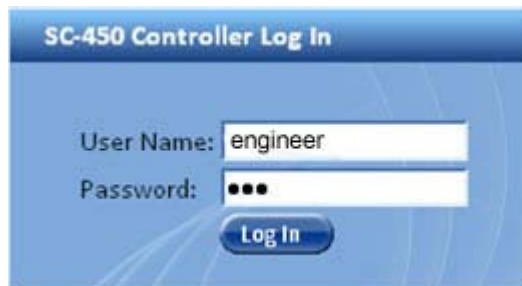 SC-450 Controller Log In
User Name: engineer
Password: •••
Log In